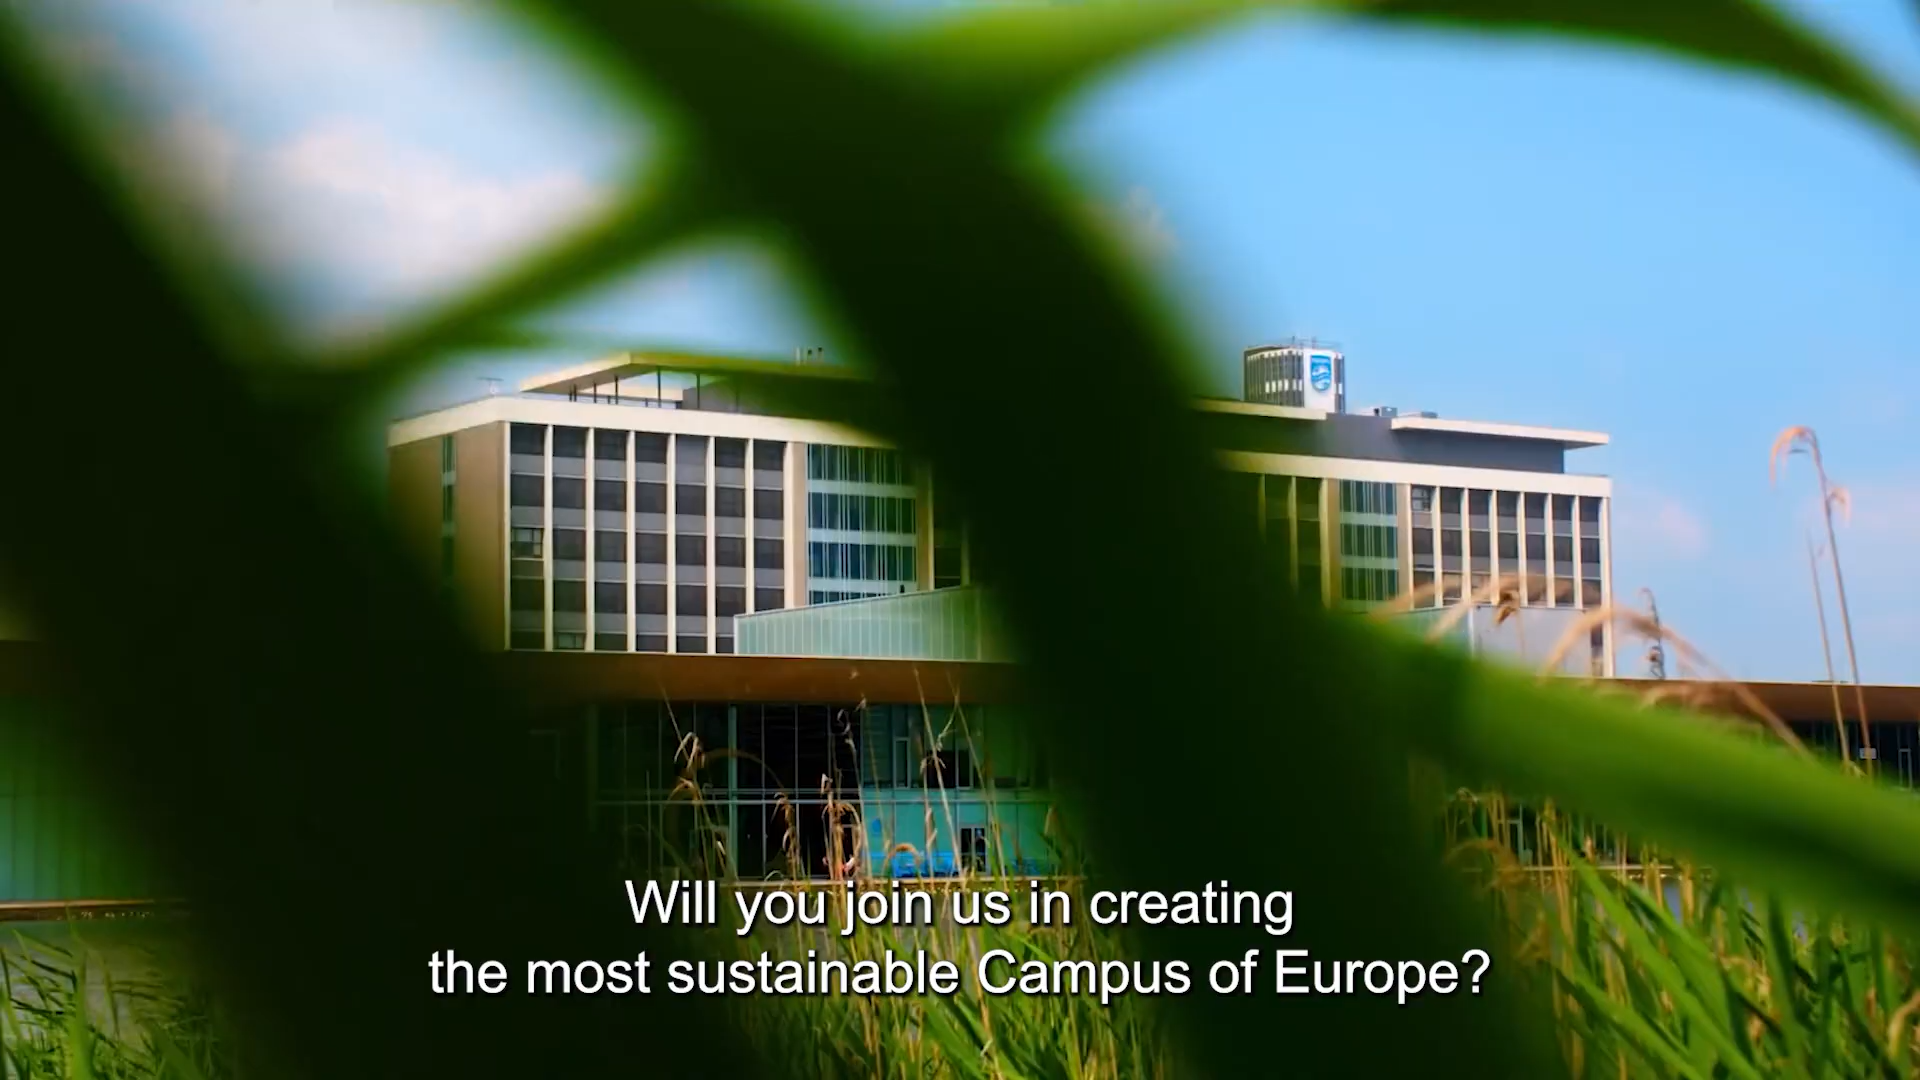 Will you join us in creating
the most sustainable Campus of Europe?